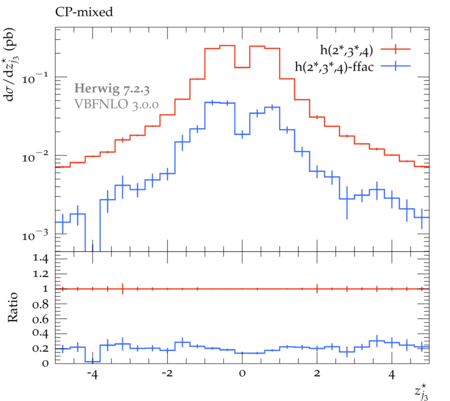 CP-mixed
dσ/dz*j3 (pb)
h(2*,3*,4)
h(2*,3*,4)-ffac
Herwig 7.2.3
VBFNLO 3.0.0
10⁻¹
10⁻²
10⁻³
Ratio
1.4
1.2
1
0.8
0.6
0.4
0.2
0
-4 -2 0 2 4
z*j3